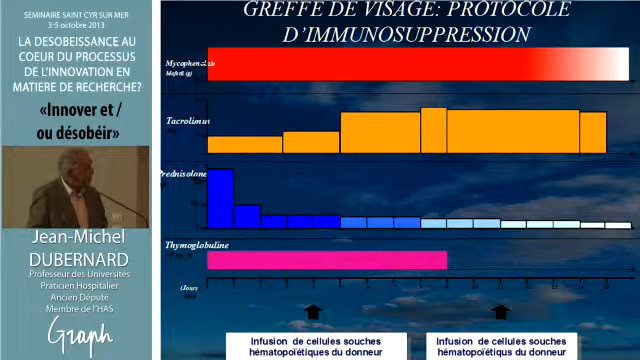 SÉMINAIRE SAINT CYR SUR MER
3-5 octobre 2013
LA DESOBEISSANCE AU
COEUR DU PROCESSUS
DE L'INNOVATION EN
MATIERE DE RECHERCHE?
«Innover et /
ou désobéir»
Jean-Michel
DUBERNARD
Professeur des Universités
Praticien Hospitalier
Ancien Député
Membre de l'HAS
Graph
GREFFE DE VISAGE: PROTOCOLE
D'IMMUNOSUPPRESSION
Mofetil (g)
Tacrolimus
Prednisolone
Thymoglobuline
(Jours
Infusion de cellules souches
hématopoïétiques du donneur
Infusion de cellules souches
hématopoïétiques du donneur